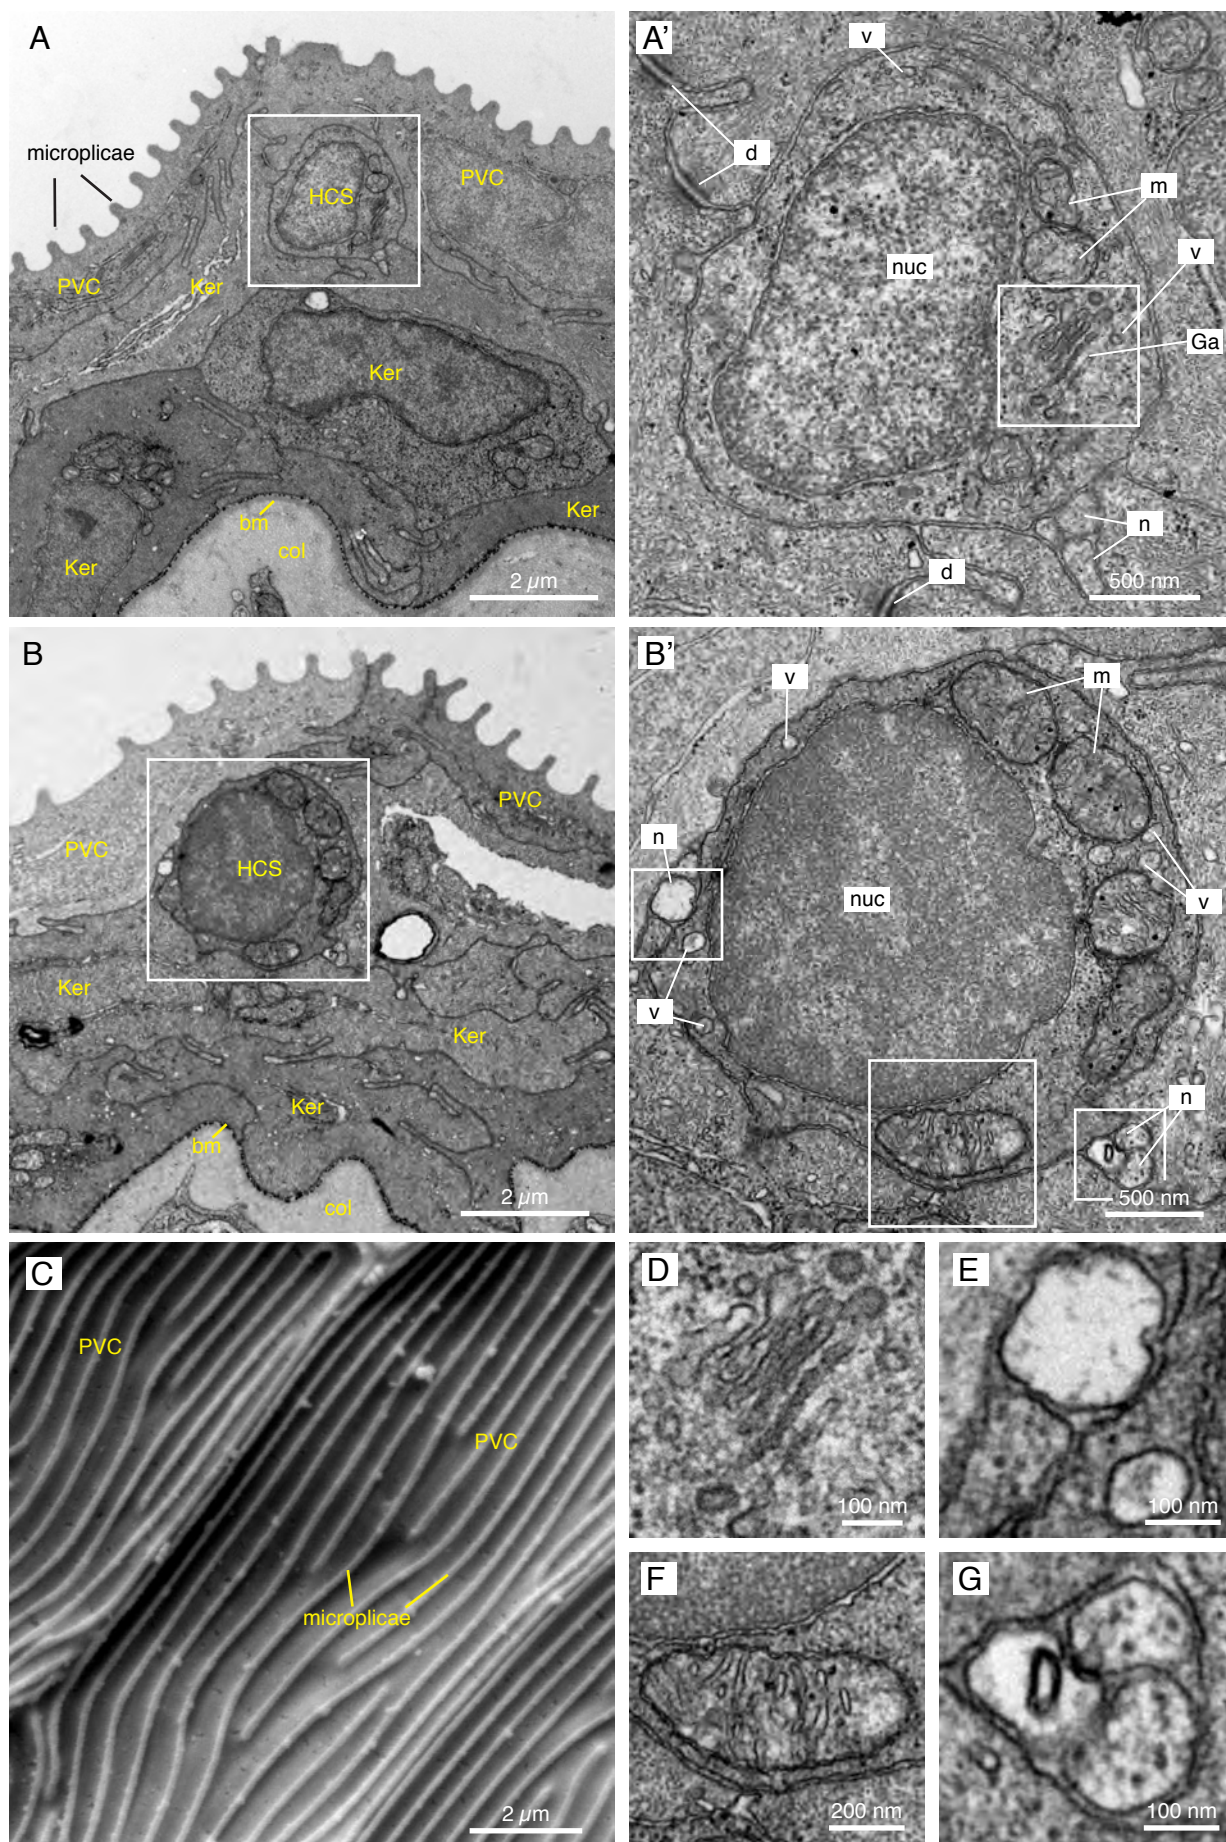 A
microplicae
HCS
PVC
PVC
Ker
Ker
bm
col
Ker
Ker
2 µm
A’
v
d
m
v
nuc
Ga
n
d
500 nm
B
PVC
HCS
PVC
Ker
Ker
Ker
bm
col
2 µm
B’
v
m
n
nuc
v
v
n
500 nm
C
PVC
PVC
microplicae
2 µm
D
100 nm
E
100 nm
F
200 nm
G
100 nm